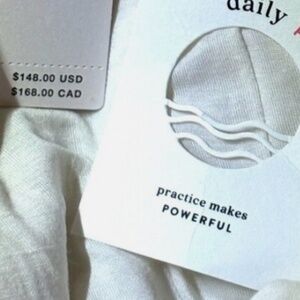 $148.00 USD
$168.00 CAD
daily
practice makes
POWERFUL